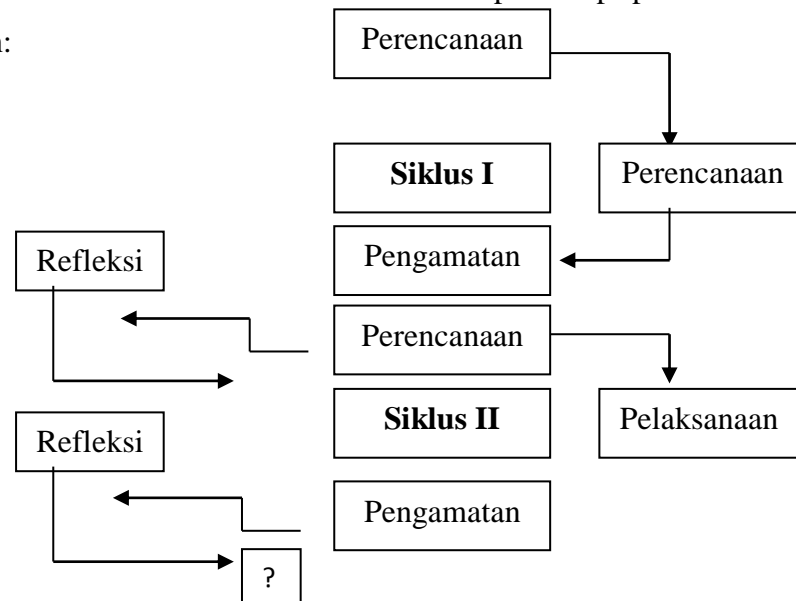 :
Perencanaan
Siklus I
Perencanaan
Refleksi
Pengamatan
Perencanaan
Refleksi
Siklus II
Pelaksanaan
Pengamatan
?